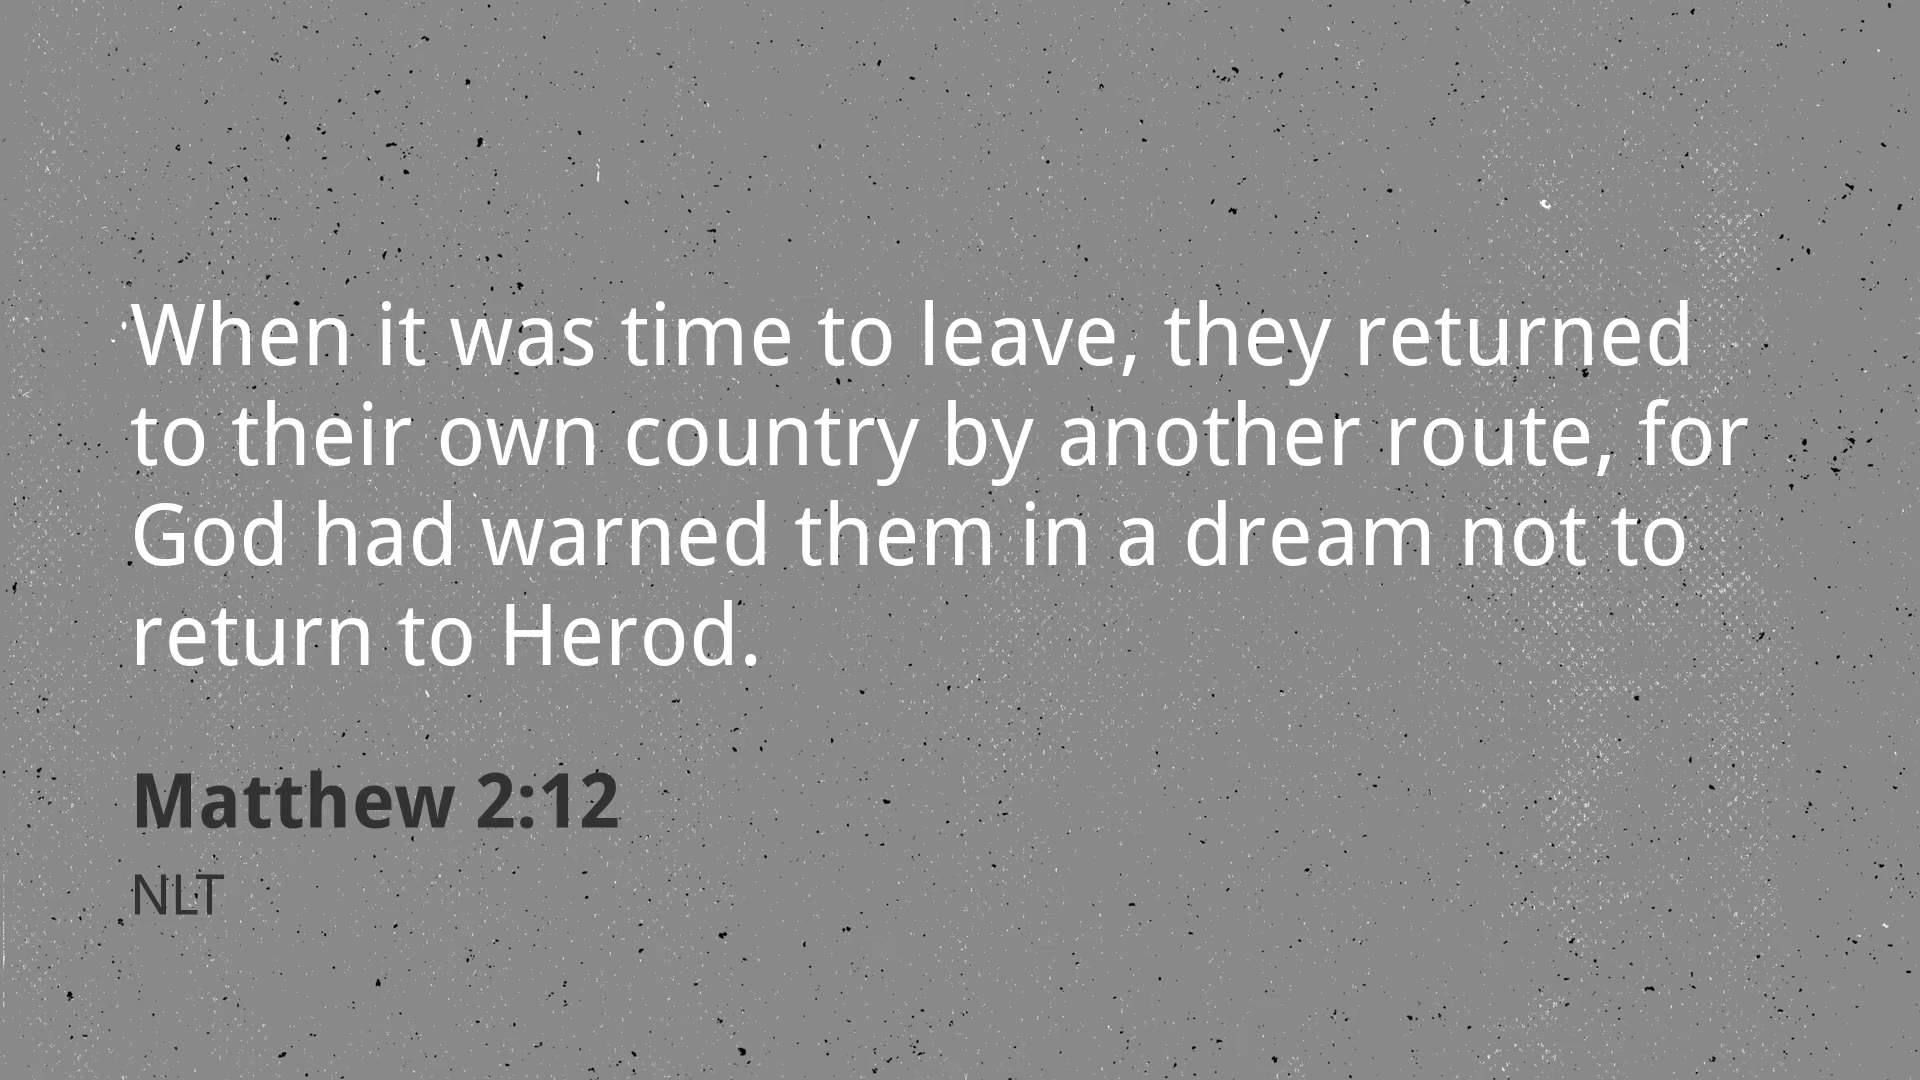 When it was time to leave, they returned
to their own country by another route, for
God had warned them in a dream not to
return to Herod.
Matthew 2:12
NLT